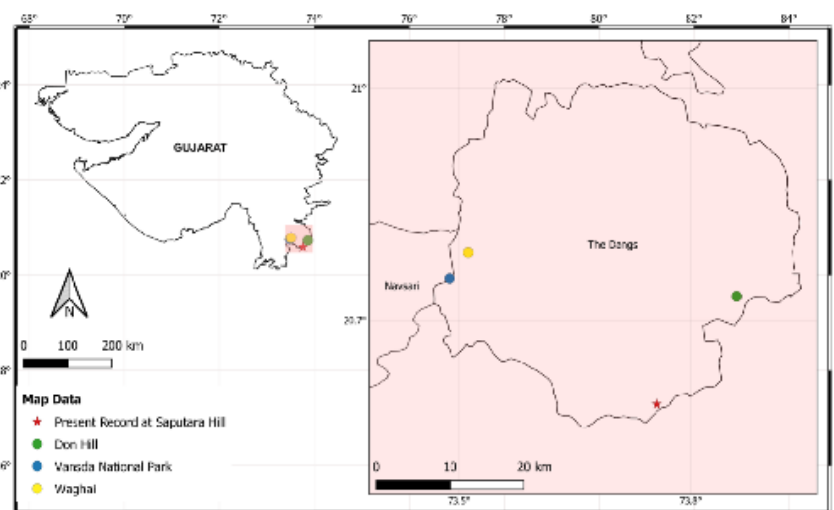 68° 70° 72° 74° 76° 78° 80° 82° 84°
21°
GUJARAT
The Dangs
Navsari
N
20.7°
0 100 200 km
Map Data
Present Record at Saputara Hill
Don Hill
Vansda National Park
Waghai
0 10 20 km
73.5° 73.8°